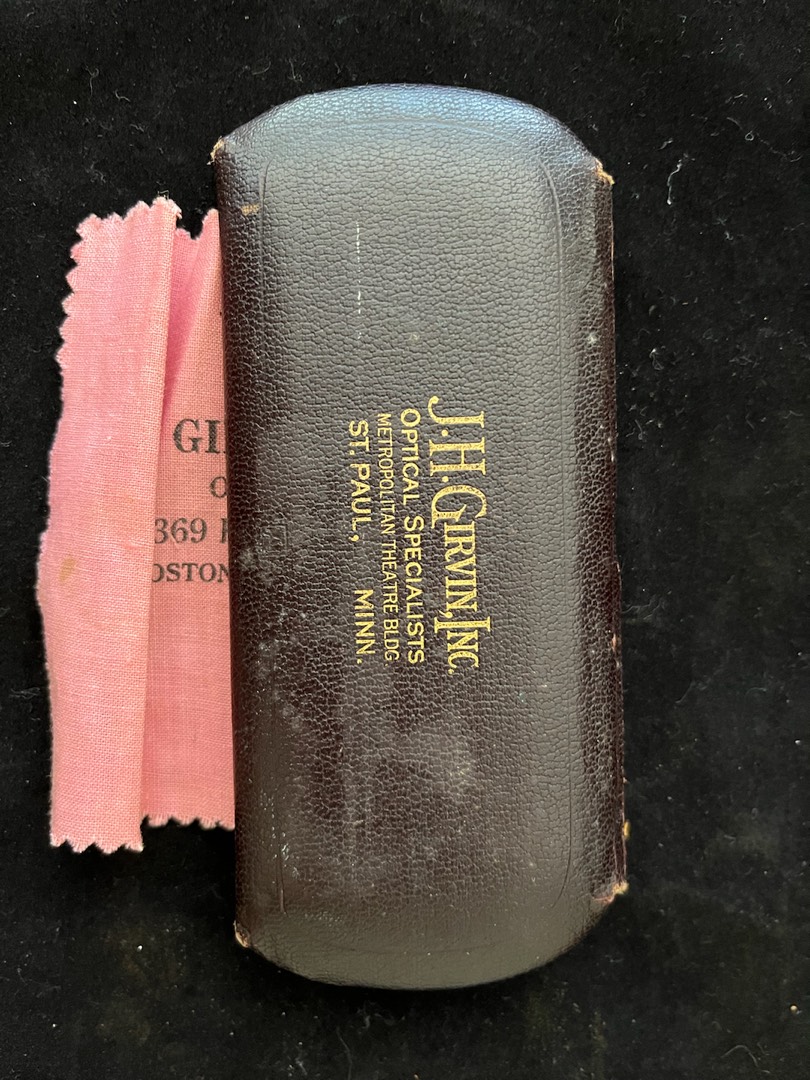 J.H. GIRVIN, INC.
OPTICAL SPECIALISTS
METROPOLITAN THEATRE BLDG
ST. PAUL, MINN.
369